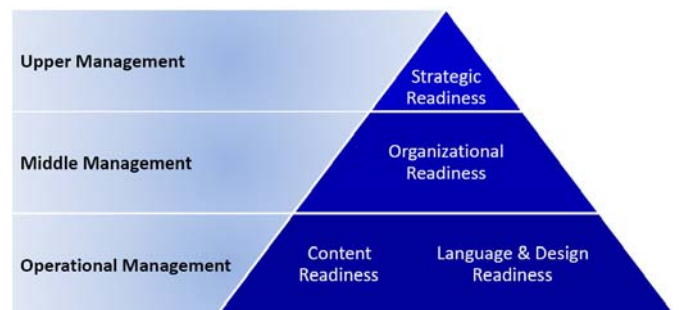 Upper Management
Strategic
Readiness
Middle Management
Organizational
Readiness
Operational Management
Content
Readiness
Language & Design
Readiness